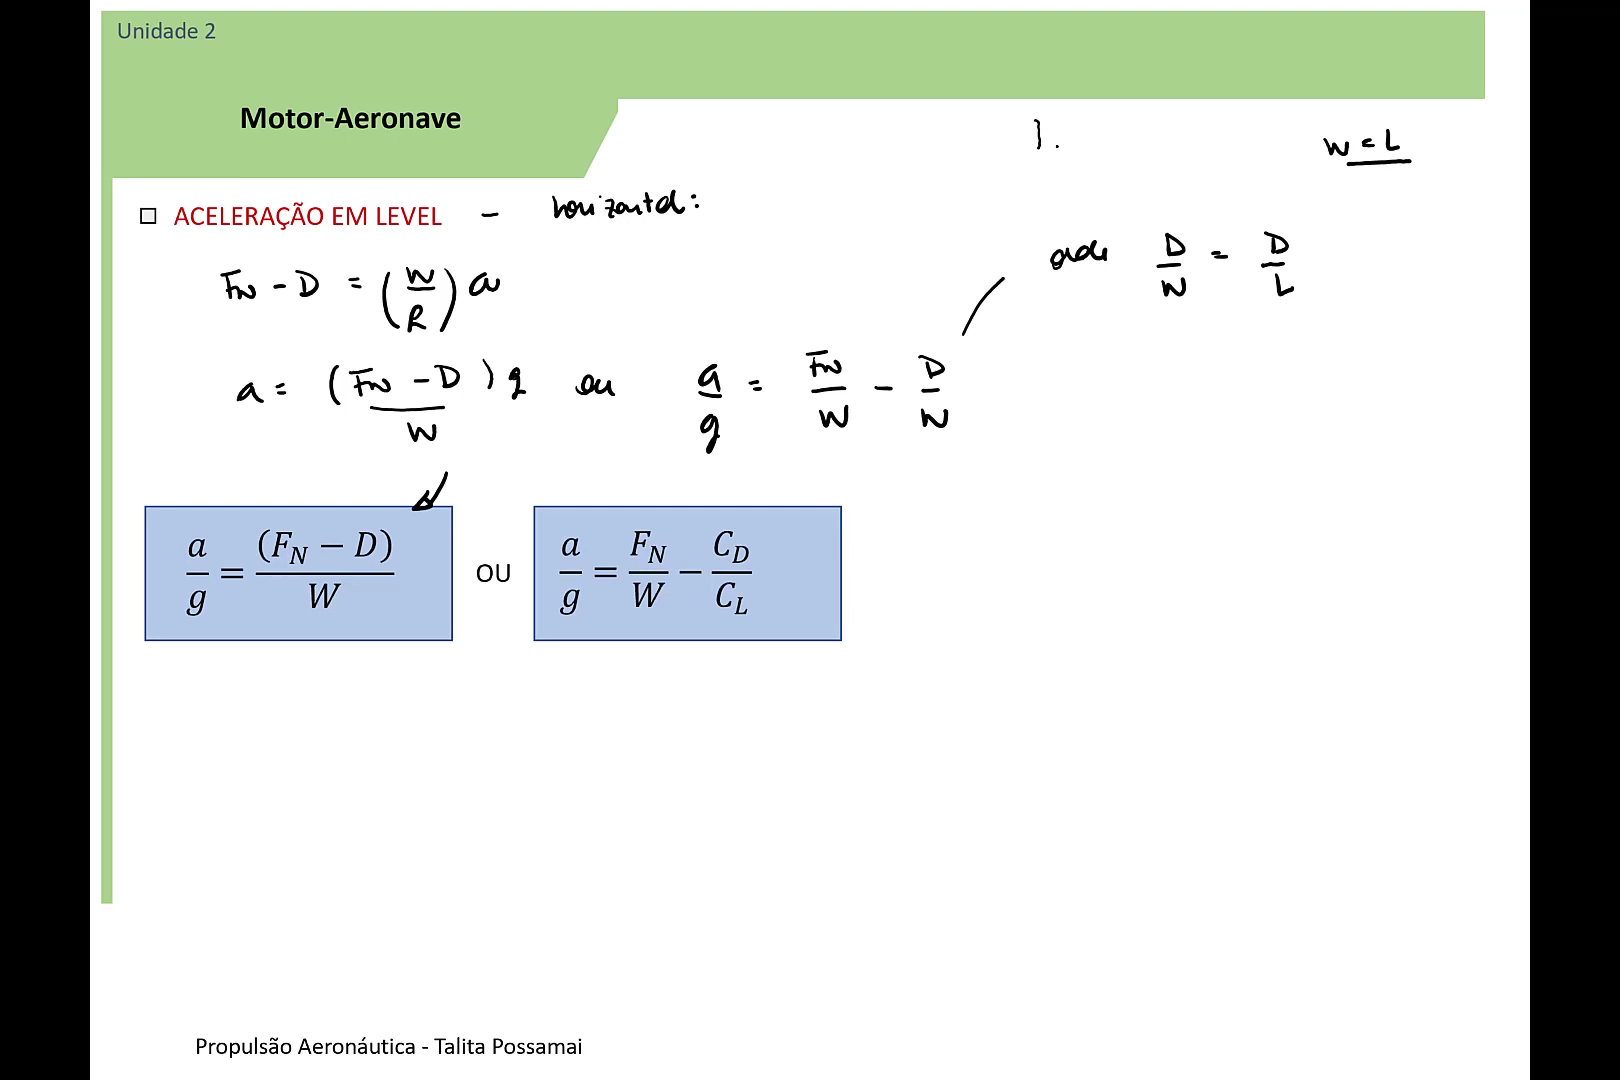 Unidade 2
Motor-Aeronave
1.
W = L
ACELERAÇÃO EM LEVEL - horizontal:
FN - D = (W/R) a
onde D/W = D/L
a = (FN - D)g/W ou a/g = FN/W - D/W
a/g = (F_N − D)/W OU a/g = F_N/W − C_D/C_L
Propulsão Aeronáutica - Talita Possamai